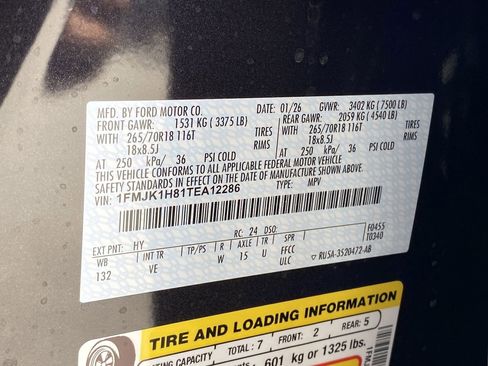 MFD. BY FORD MOTOR CO. DATE: 01/26 GVWR: 3402 KG ( 7500 LB)
FRONT GAWR: 1531 KG ( 3375 LB) REAR GAWR: 2059 KG ( 4540 LB)
WITH 265/70R18 116T TIRES WITH 265/70R18 116T TIRES
18x8.5J RIMS 18x8.5J RIMS
AT 250 kPa/ 36 PSI COLD AT 250 kPa/ 36 PSI COLD
THIS VEHICLE CONFORMS TO ALL APPLICABLE FEDERAL MOTOR VEHICLE
SAFETY STANDARDS IN EFFECT ON THE DATE OF MANUFACTURE SHOWN ABOVE.
VIN: 1FMJK1H81TEA12286 TYPE: MPV
F0455
T0340
EXT PNT: HY RC: 24 DSO:
WB INT TR TP/PS R AXLE TR SPR
132 VE W 15 U FFCC
ULC ▽ RU5A-3520472-AB
TIRE AND LOADING INFORMATION
SEATING CAPACITY TOTAL: 7 FRONT: 2 REAR: 5
601 kg or 1325 lbs.